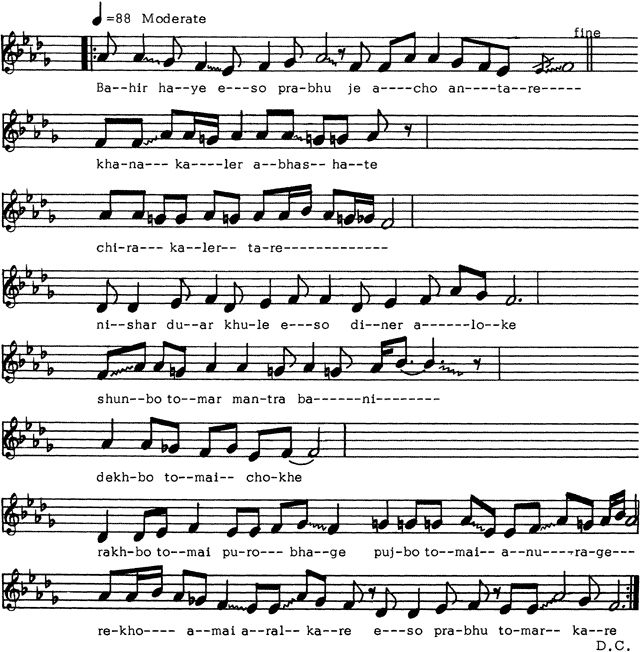 =88 Moderate
fine
Ba--hir ha--ye e---so pra-bhu je a----cho an----ta-re-----
kha-na--- ka----ler a--bhas--ha-te
chi-ra--- ka-ler-- ta-re-------------
ni--shar du--ar khu-le e---so di--ner a------lo-ke
shun--bo to--mar man-tra ba------ni--------
dekh-bo to-mai-- cho-khe
rakh-bo to--mai pu-ro-- bha-ge puj-bo to-mai-- a-nu---rage---
re-kho---- a-mai a-ral-- ka-re e---so pra-bhu to-mar-- ka--re
D.C.